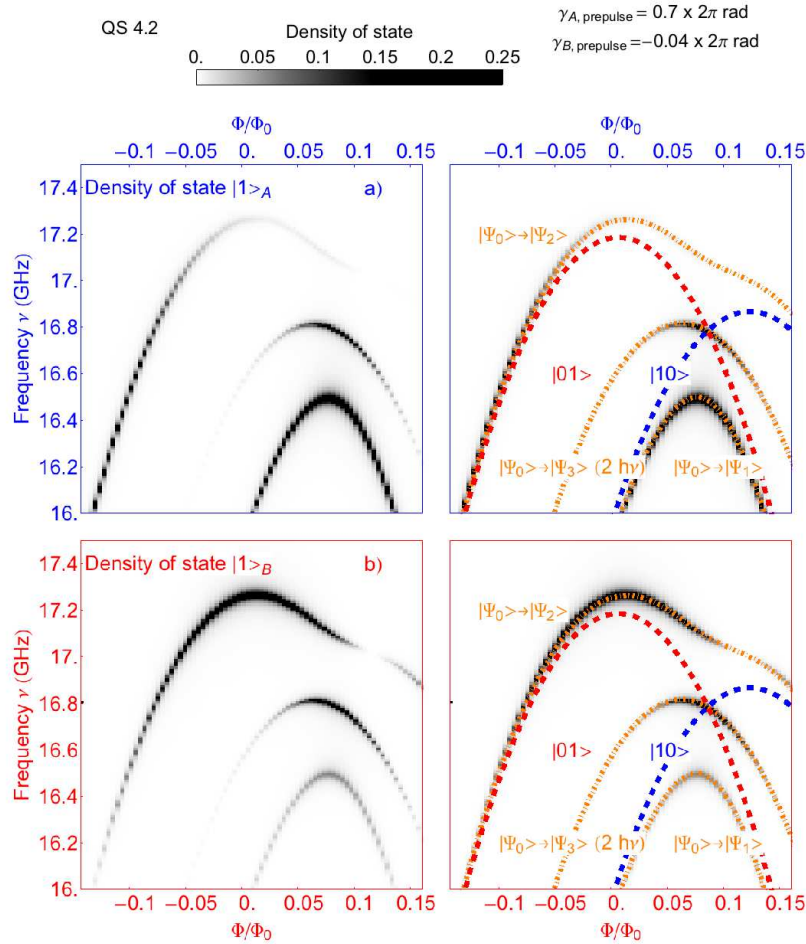 QS 4.2
Density of state
0. 0.10 0.15 0.20 0.25
γA, prepulse = 0.7 x 2π rad
γB, prepulse = −0.04 x 2π rad
Φ/Φ0
−0.1 −0.05 0. 0.05 0.1 0.15
Φ/Φ0
−0.1 −0.05 0. 0.05 0.1 0.15
Density of state |1>A a)
Frequency ν (GHz)
17.4
17.2
17.
16.8
16.6
16.4
16.2
16.
|Ψ0>→|Ψ2>
|01>
|10>
|Ψ0>→|Ψ3> (2 hν)
|Ψ0>→|Ψ1>
Density of state |1>B b)
Frequency ν (GHz)
17.4
17.2
17.
16.8
16.6
16.4
16.2
16.
|Ψ0>→|Ψ2>
|01>
|10>
|Ψ0>→|Ψ3> (2 hν)
|Ψ0>→|Ψ1>
−0.1 −0.05 0. 0.05 0.1 0.15
Φ/Φ0
−0.1 −0.05 0. 0.05 0.1 0.15
Φ/Φ0